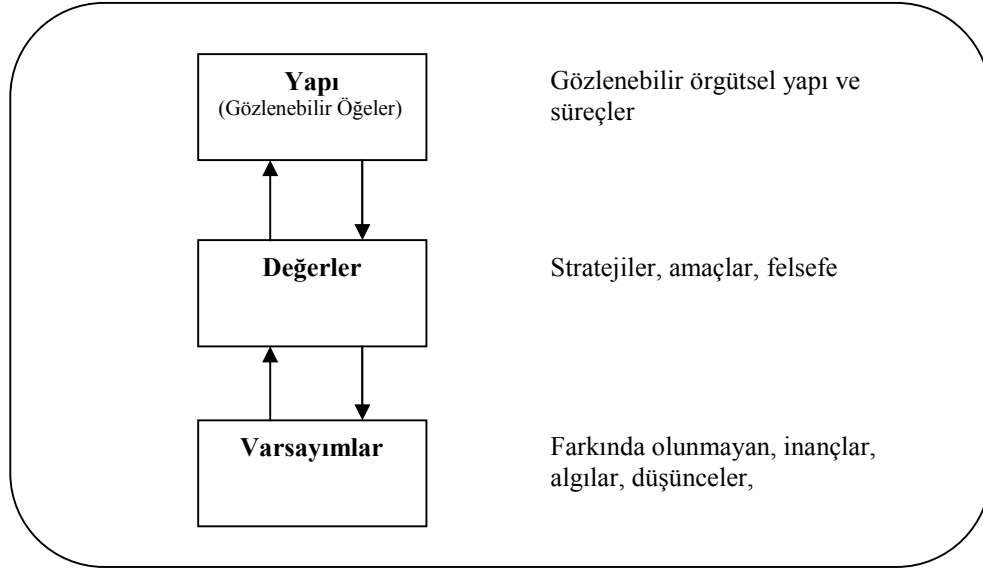 Yapı
(Gözlenebilir Öğeler)
Gözlenebilir örgütsel yapı ve
süreçler
Değerler
Stratejiler, amaçlar, felsefe
Varsayımlar
Farkında olunmayan, inançlar,
algılar, düşünceler,